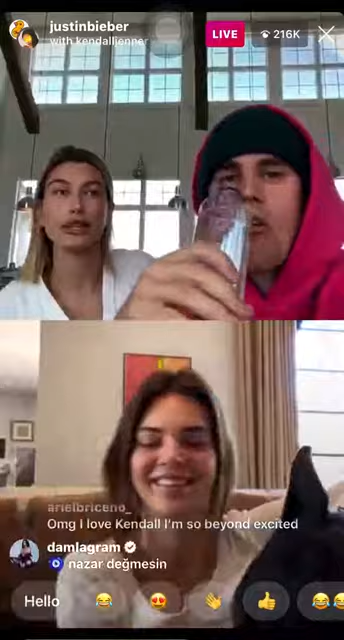 justinbieber
with kendalljenner
LIVE
216K
arielbriceno_
Omg I love Kendall I'm so beyond excited
damlagram
🧿 nazar değmesin
Hello 😂 😍 👋 👍 😂😂